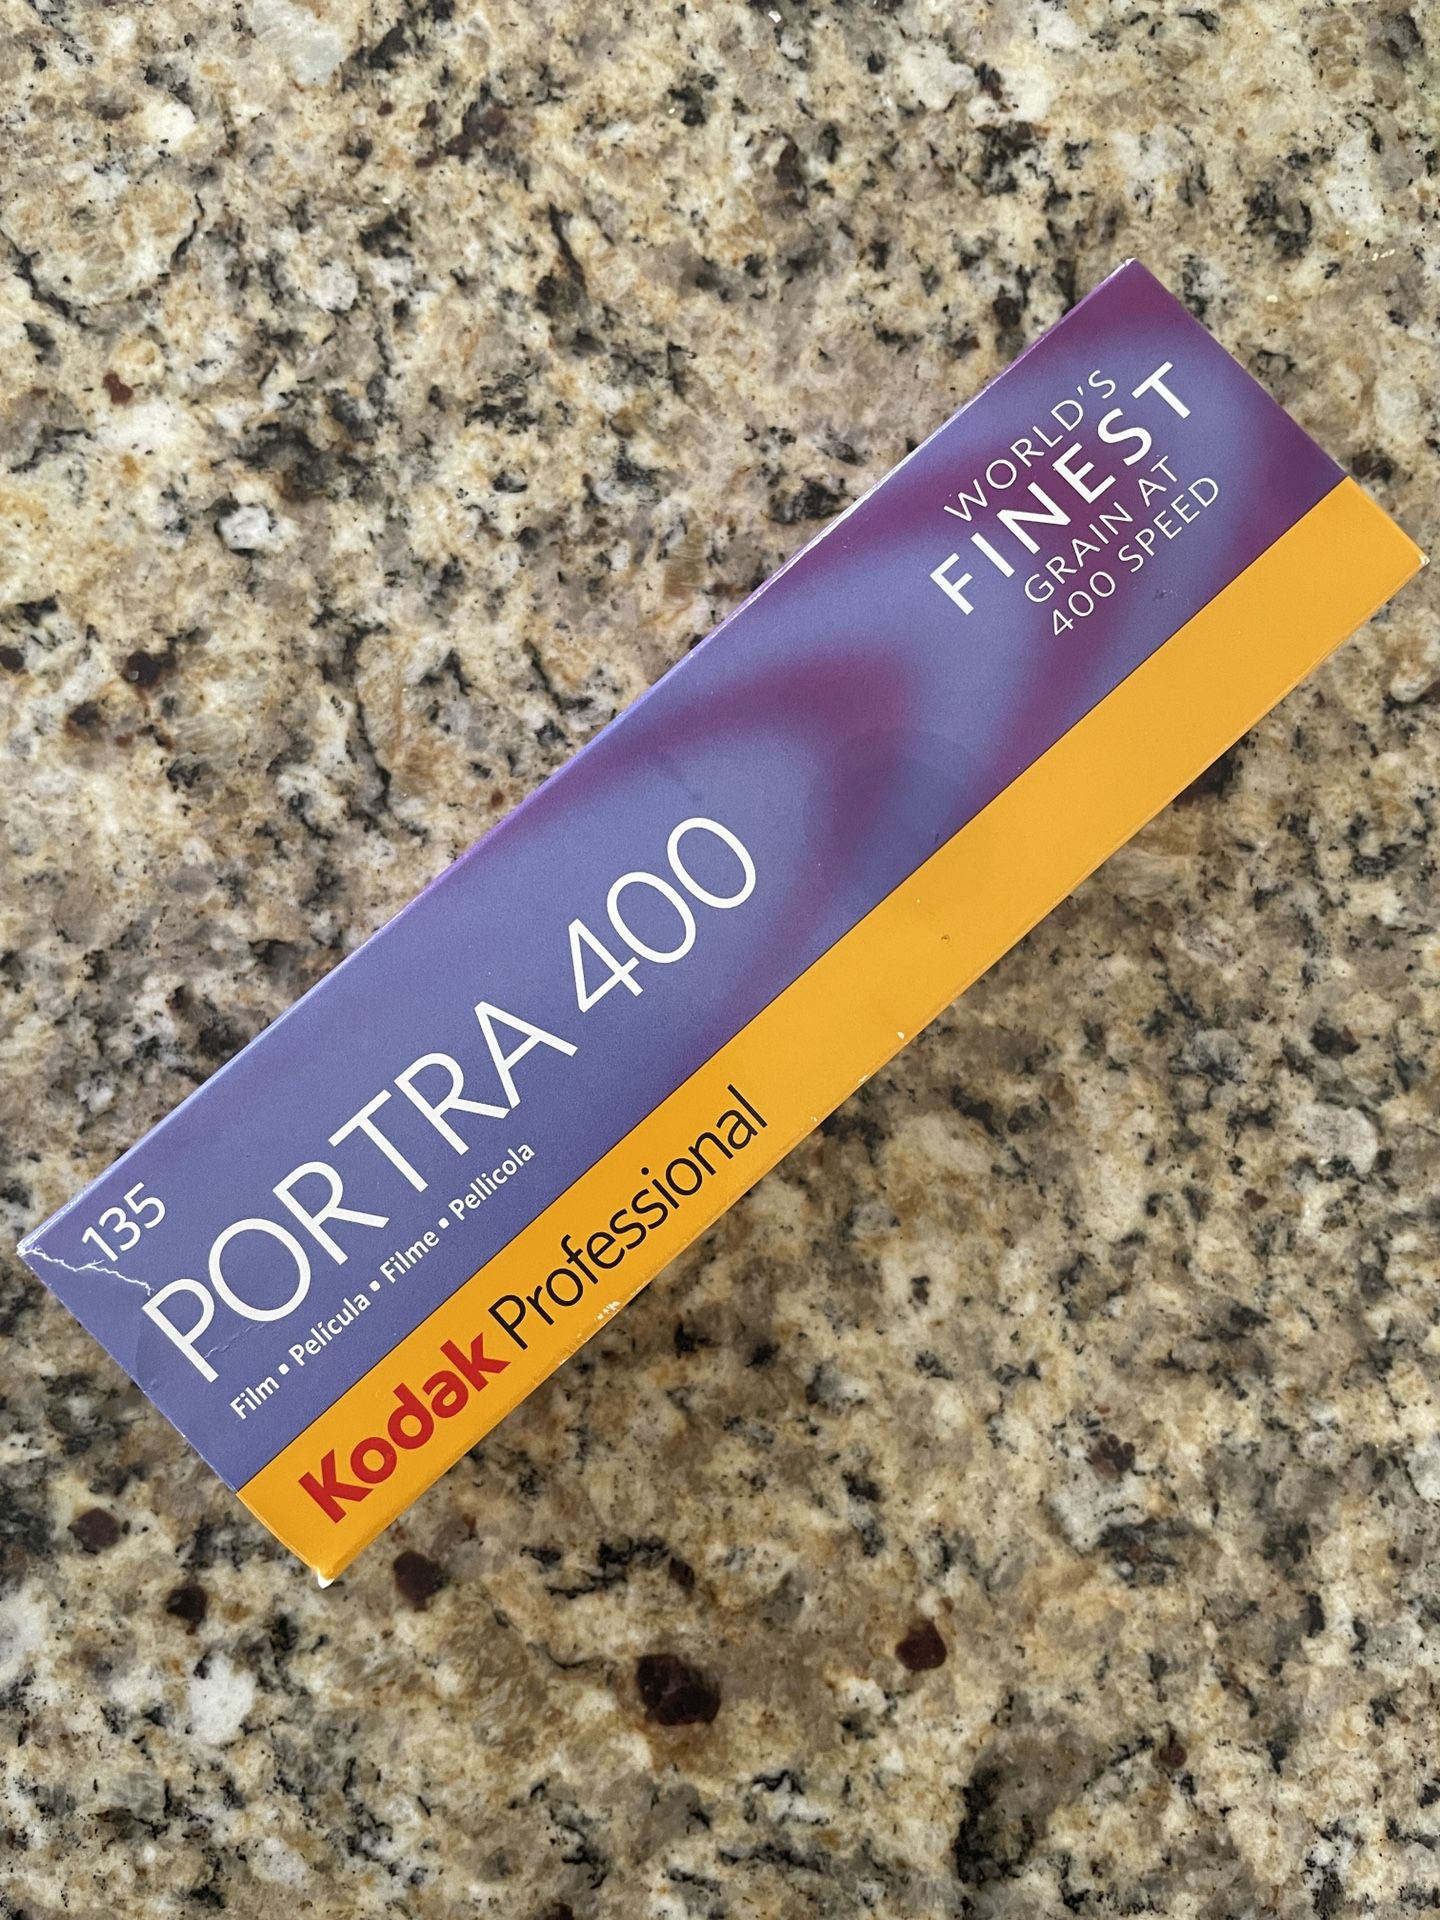 135
PORTRA 400
Film ▪ Película ▪ Filme ▪ Pellicola
Kodak Professional
WORLD'S
FINEST
GRAIN AT
400 SPEED